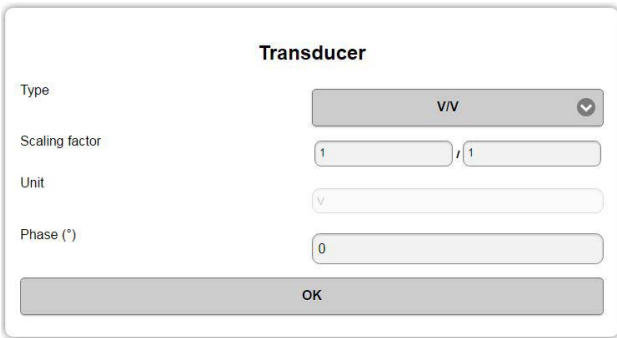 Transducer
Type
V/V
Scaling factor
1 / 1
Unit
V
Phase (°)
0
OK